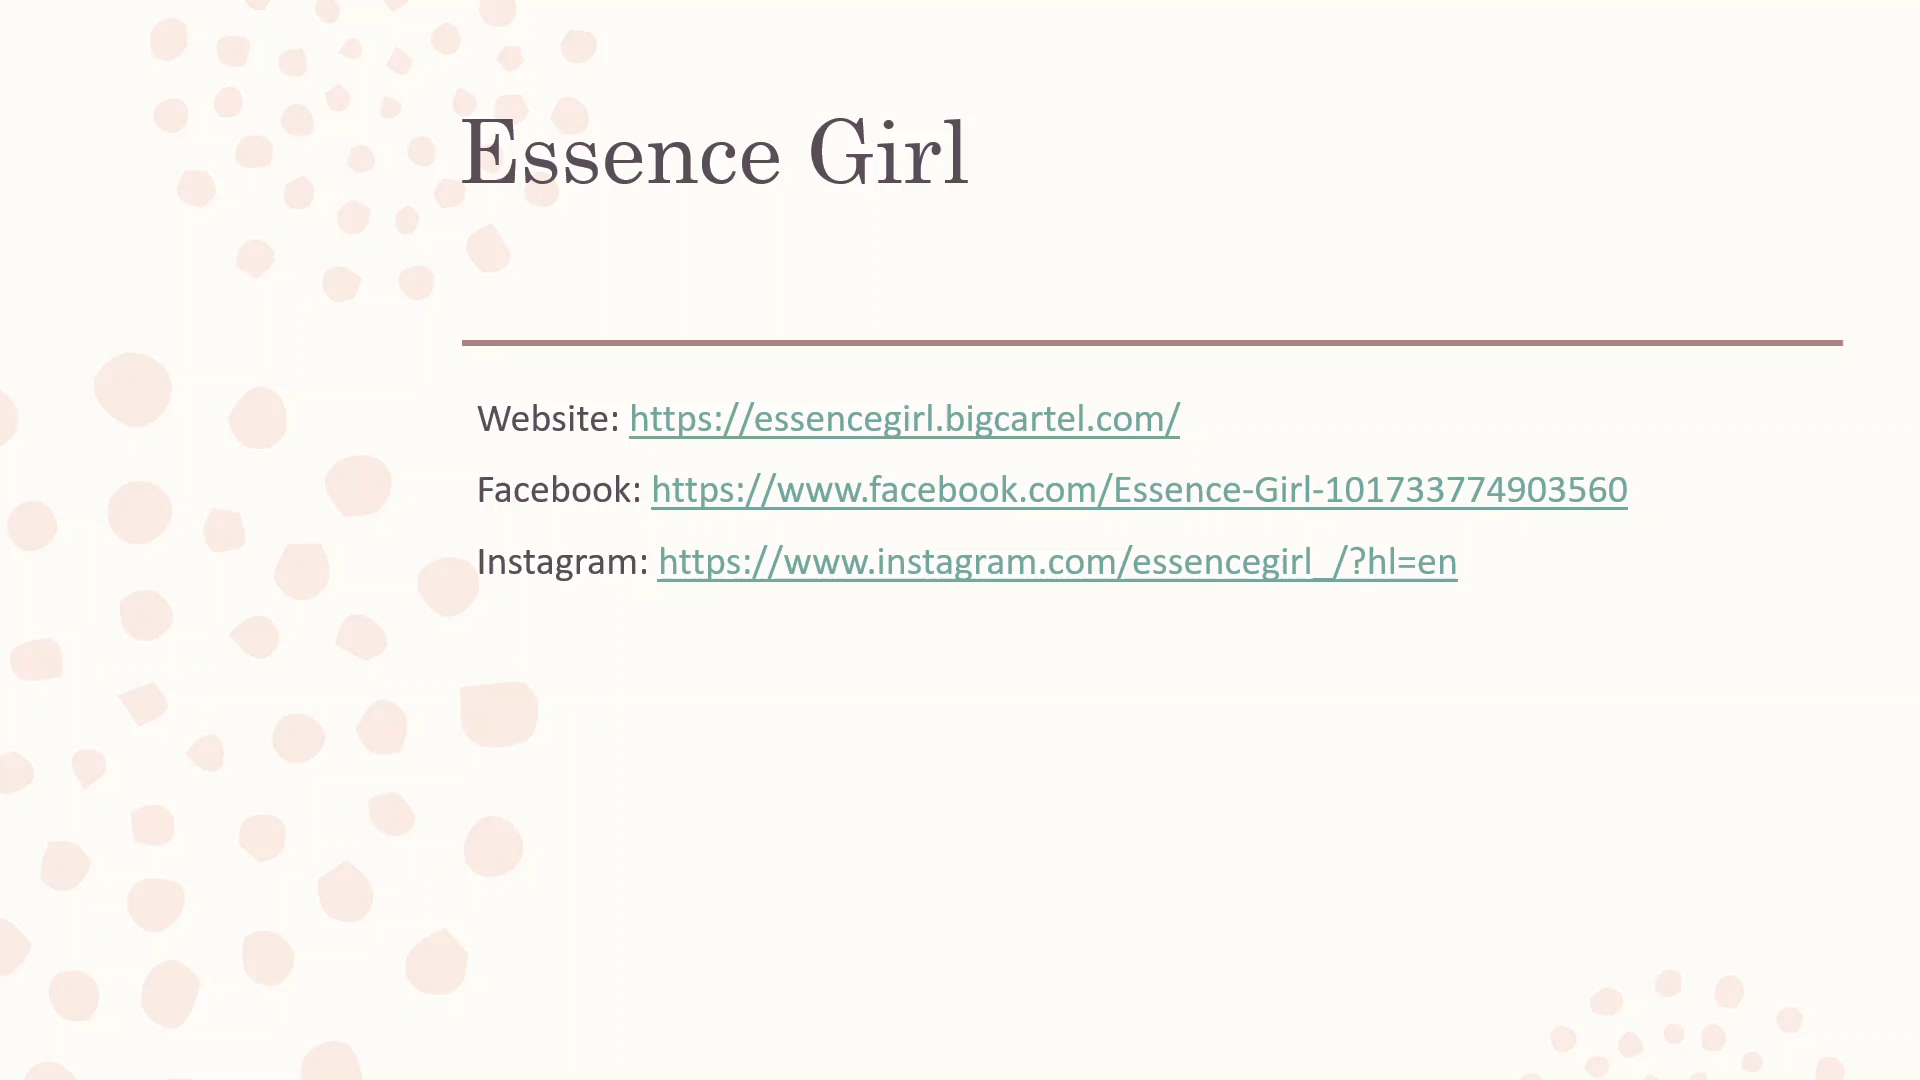 Essence Girl
Website: https://essencegirl.bigcartel.com/
Facebook: https://www.facebook.com/Essence-Girl-101733774903560
Instagram: https://www.instagram.com/essencegirl_/?hl=en